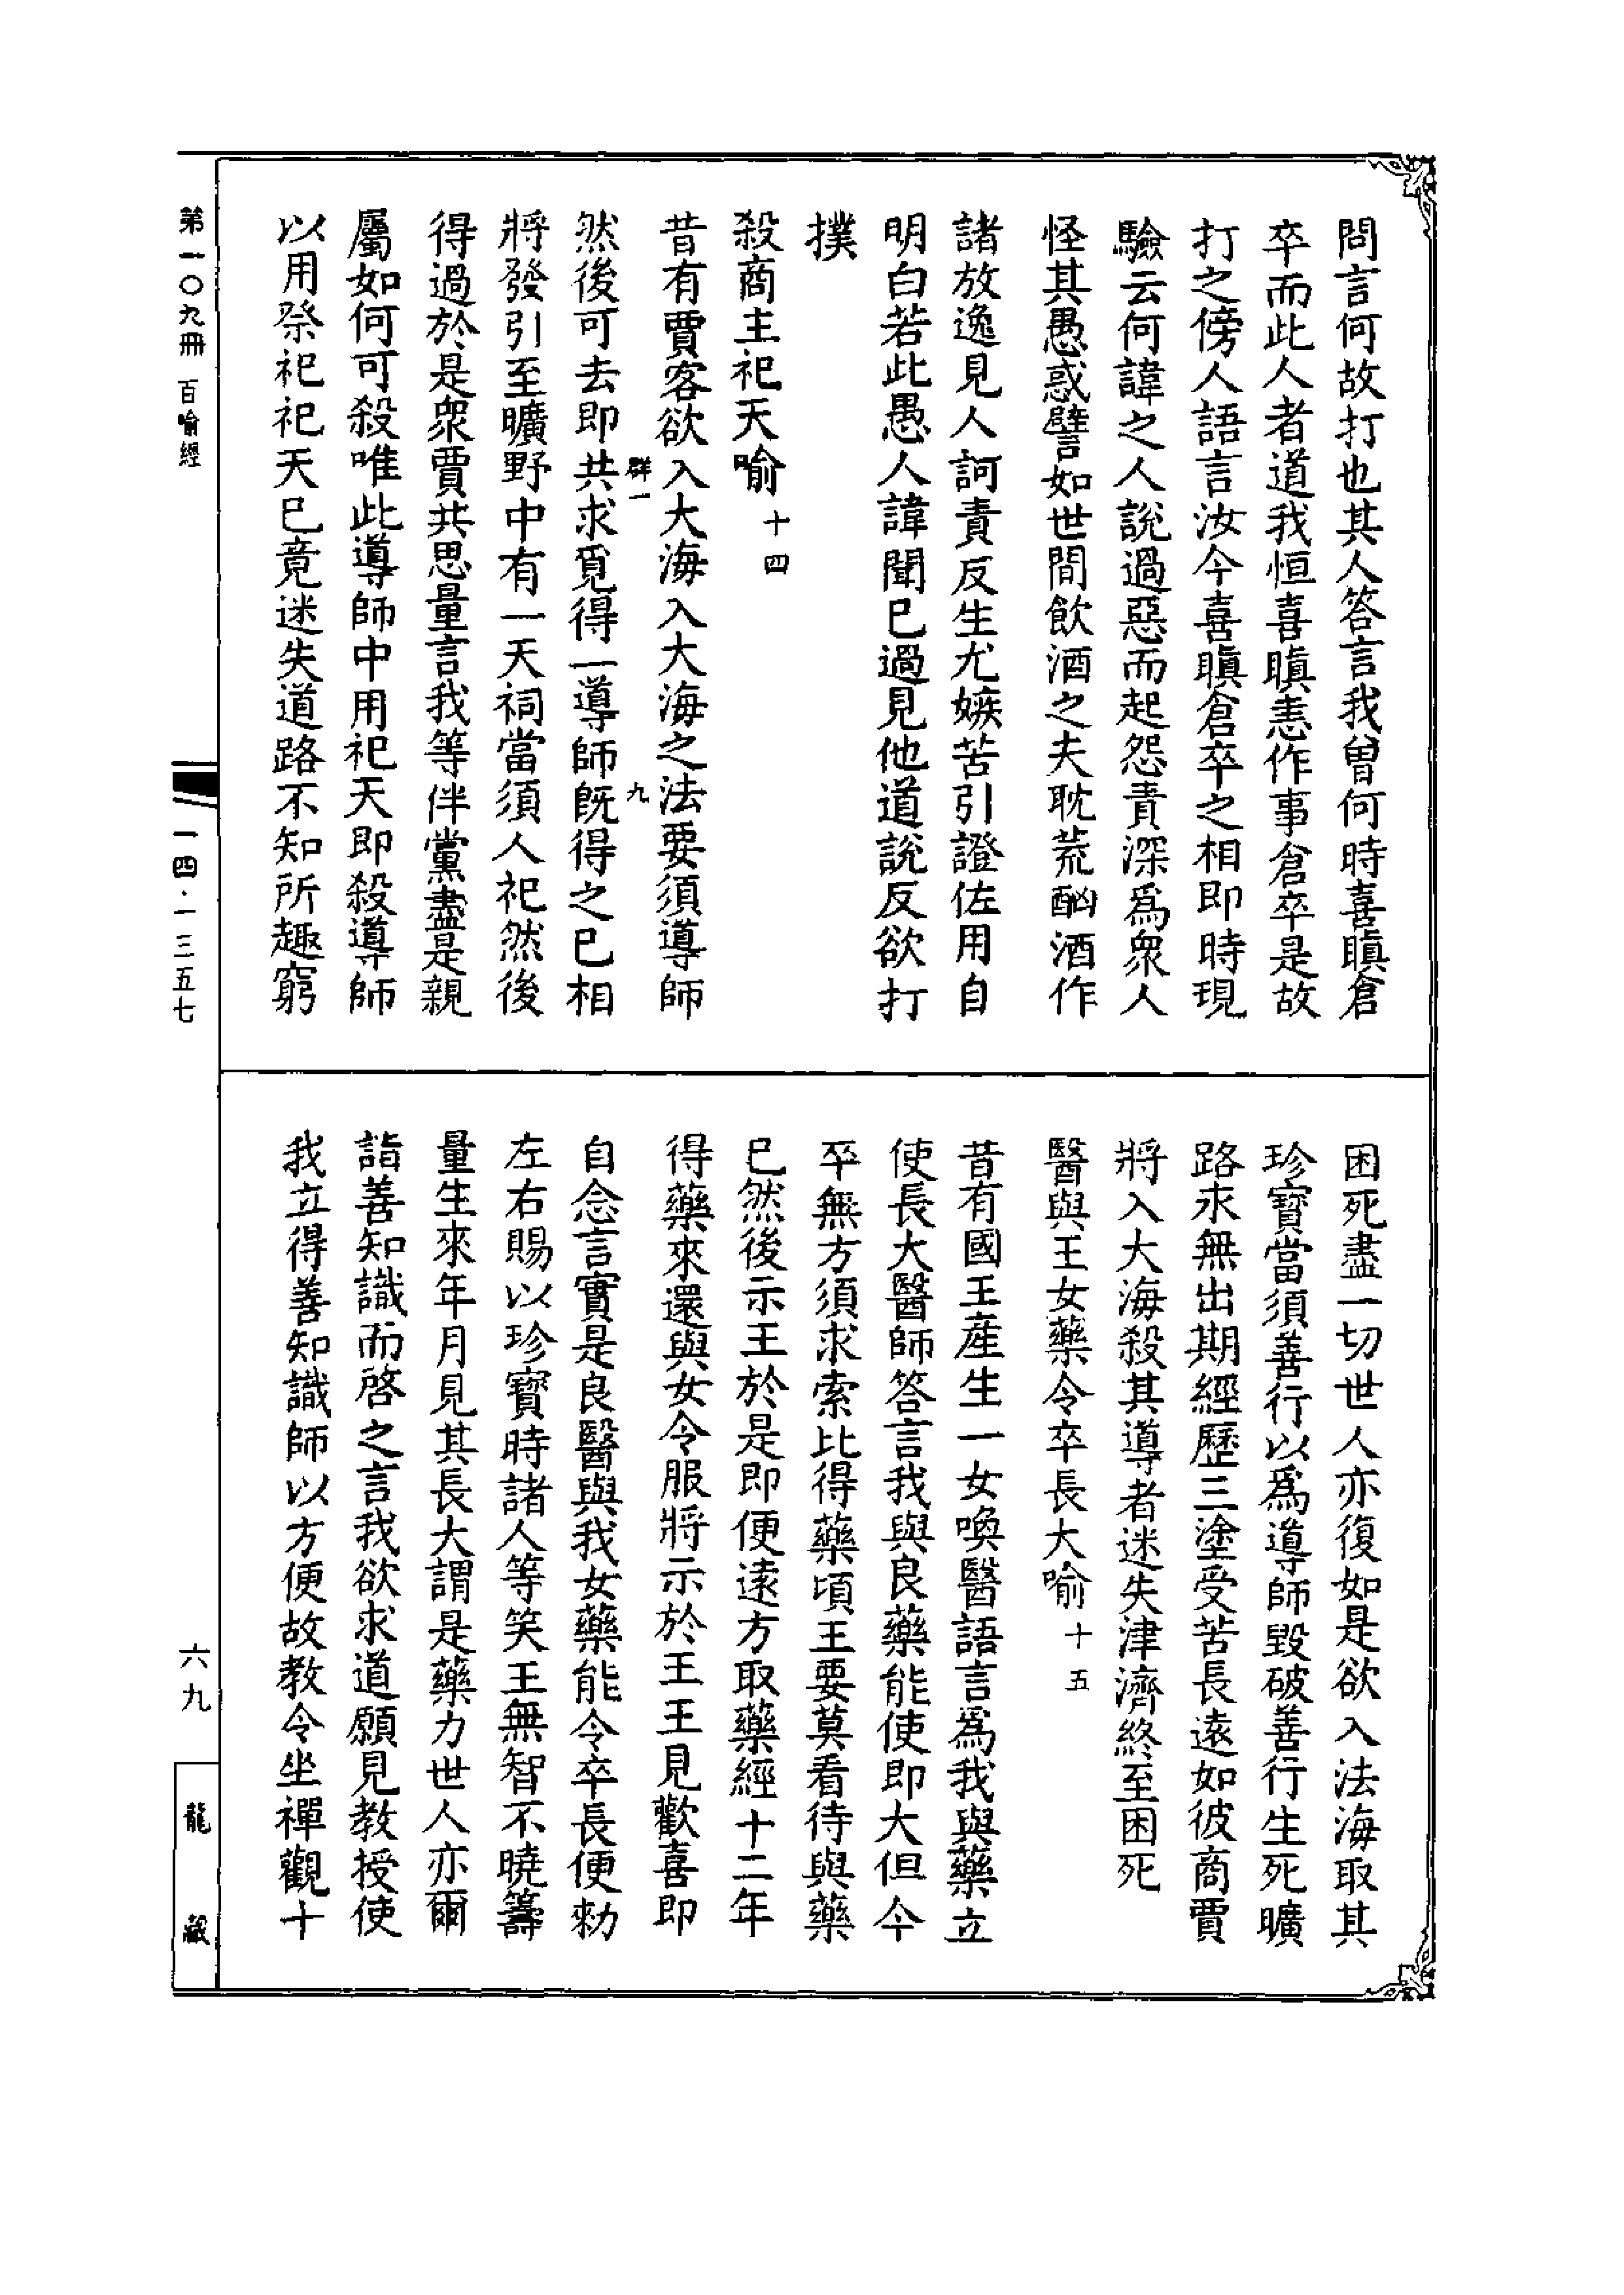 問言何故打也其人答言我曾何時喜瞋倉
卒而此人者道我恒喜瞋恚作事倉卒是故
打之傍人語言汝今喜瞋倉卒之相即時現
驗云何諱之人說過惡而起怨責深爲衆人
怪其愚惑譬如世間飲酒之夫耽荒酗酒作
諸放逸見人訶責反生尤嫉苦引證佐用自
明白若此愚人諱聞已過見他道說反欲打
撲
殺商主祀天喻十四
昔有賈客欲入大海入大海之法要須導師
群一 九
然後可去即共求覓得一導師旣得之已相
將發引至曠野中有一天祠當須人祀然後
得過於是衆賈共思量言我等伴黨盡是親
屬如何可殺唯此導師中用祀天即殺導師
以用祭祀祀天已竟迷失道路不知所趣窮
困死盡一切世人亦復如是欲入法海取其
珍寶當須善行以爲導師毀破善行生死曠
路永無出期經歷三塗受苦長遠如彼商賈
將入大海殺其導者迷失津濟終至困死
醫與王女藥令卒長大喻十五
昔有國王產生一女喚醫語言爲我與藥立
使長大醫師答言我與良藥能使即大但今
卒無方須求索比得藥頃王要莫看待與藥
已然後示王於是即便遠方取藥經十二年
得藥來還與女令服將示於王王見歡喜即
自念言實是良醫與我女藥能令卒長便勑
左右賜以珍寶時諸人等笑王無智不曉籌
量生來年月見其長大謂是藥力世人亦爾
詣善知識而啓之言我欲求道願見教授使
我立得善知識師以方便故教令坐禪觀十
第一〇九冊 百喻經
一四·一三五七
六九
龍藏